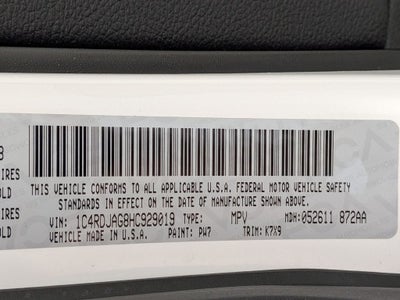 THIS VEHICLE CONFORMS TO ALL APPLICABLE U.S.A. FEDERAL MOTOR VEHICLE SAFETY
STANDARDS IN EFFECT ON THE DATE OF MANUFACTURE SHOWN ABOVE.
VIN: 1C4RDJAG8HC929019 TYPE: MPV MDH: 052611 872AA
VEHICLE MADE IN U.S.A. PAINT: PW7 TRIM: K7X9